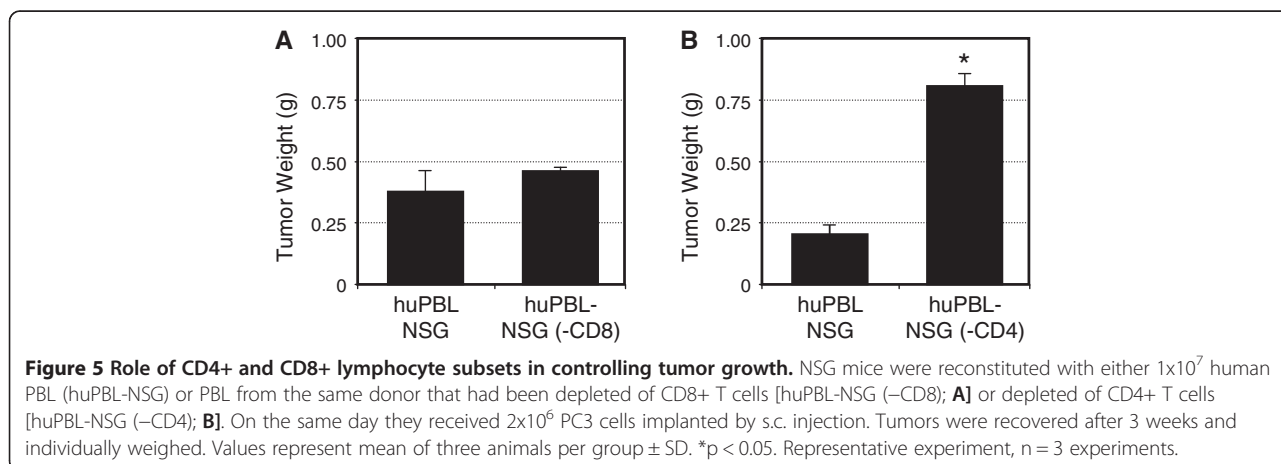 A
Tumor Weight (g)
1.00
0.75
0.50
0.25
0
huPBL
NSG
huPBL-
NSG (-CD8)
B
Tumor Weight (g)
1.00
0.75
0.50
0.25
0
*
huPBL
NSG
huPBL-
NSG (-CD4)
Figure 5 Role of CD4+ and CD8+ lymphocyte subsets in controlling tumor growth. NSG mice were reconstituted with either 1x10⁷ human
PBL (huPBL-NSG) or PBL from the same donor that had been depleted of CD8+ T cells [huPBL-NSG (−CD8); A] or depleted of CD4+ T cells
[huPBL-NSG (−CD4); B]. On the same day they received 2x10⁶ PC3 cells implanted by s.c. injection. Tumors were recovered after 3 weeks and
individually weighed. Values represent mean of three animals per group ± SD. *p < 0.05. Representative experiment, n = 3 experiments.